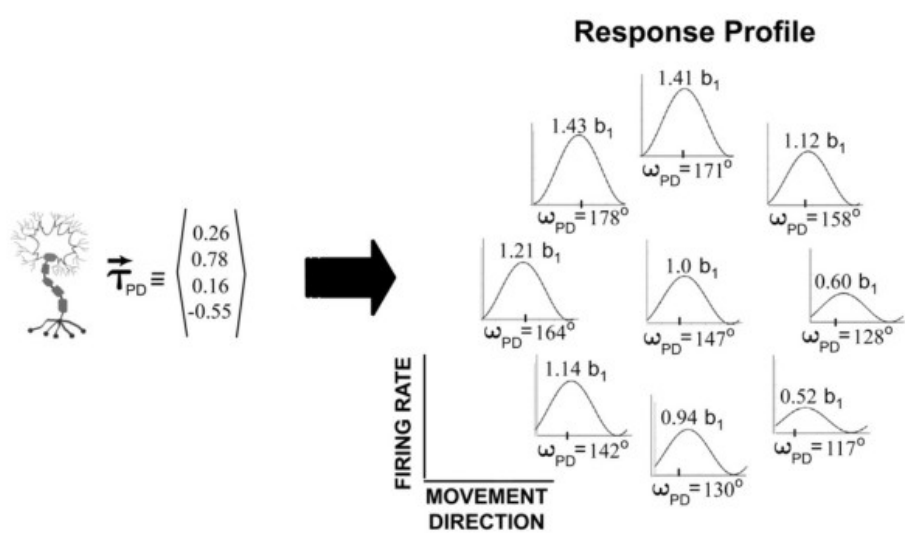 Response Profile
1.41 b₁
ω_PD=171°
1.43 b₁
ω_PD=178°
1.12 b₁
ω_PD=158°
τ_PD ≡
0.26
0.78
0.16
-0.55
1.21 b₁
ω_PD=164°
1.0 b₁
ω_PD=147°
0.60 b₁
ω_PD=128°
1.14 b₁
ω_PD=142°
0.94 b₁
ω_PD=130°
0.52 b₁
ω_PD=117°
FIRING RATE
MOVEMENT
DIRECTION